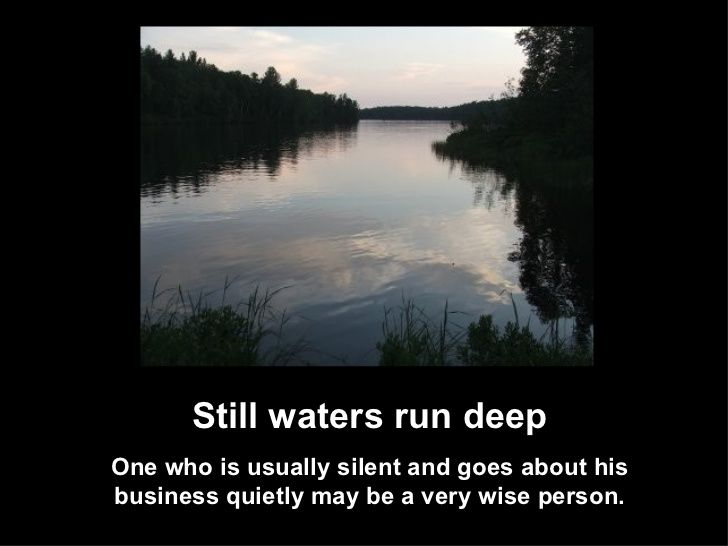 Still waters run deep
One who is usually silent and goes about his
business quietly may be a very wise person.